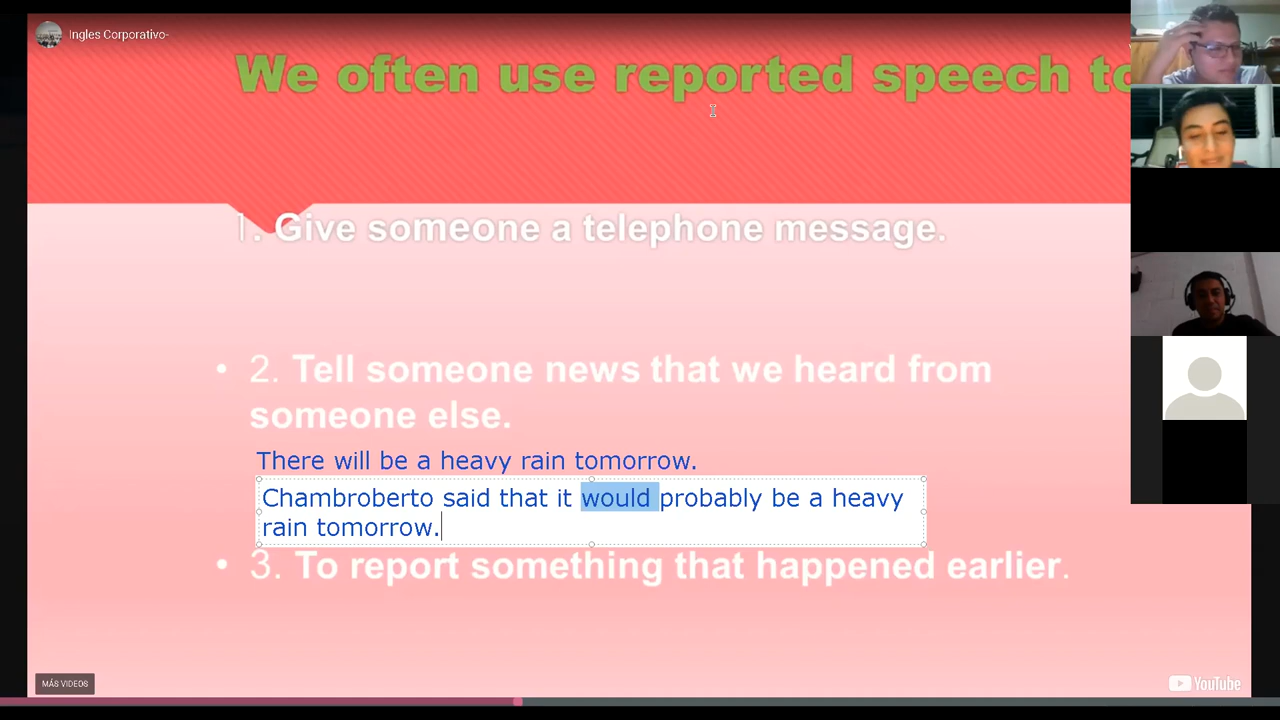 Ingles Corporativo-
We often use reported speech to
1. Give someone a telephone message.
• 2. Tell someone news that we heard from
someone else.
There will be a heavy rain tomorrow.
Chambroberto said that it would probably be a heavy
rain tomorrow.
• 3. To report something that happened earlier.
MÁS VIDEOS
YouTube